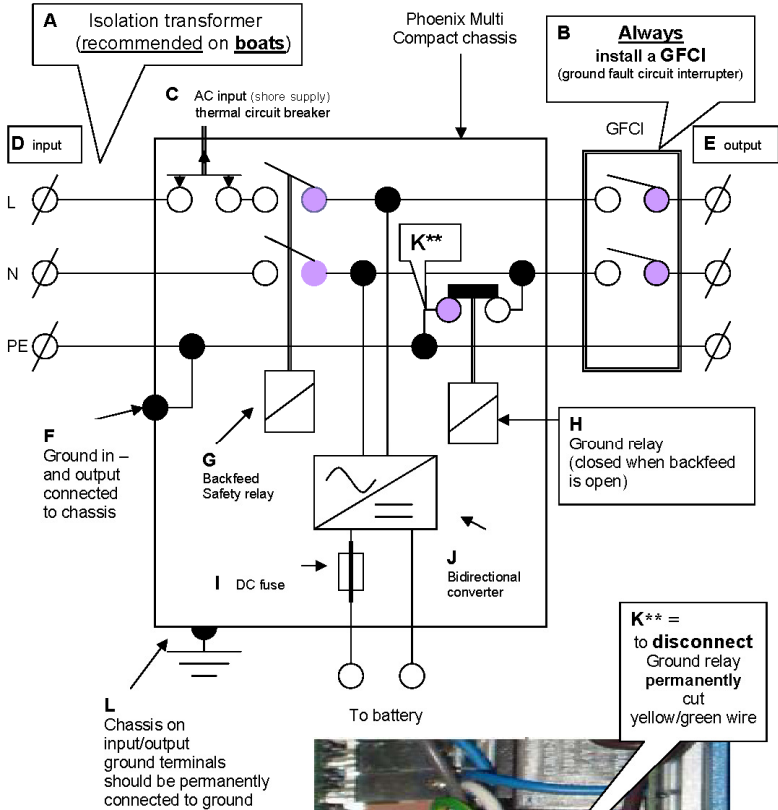 A Isolation transformer
(recommended on boats)
Phoenix Multi
Compact chassis
B Always
install a GFCI
(ground fault circuit interrupter)
C AC input (shore supply)
thermal circuit breaker
GFCI
D input
E output
L
N
PE
K**
F
Ground in –
and output
connected
to chassis
G
Backfeed
Safety relay
H
Ground relay
(closed when backfeed
is open)
I DC fuse
J
Bidirectional
converter
K** =
to disconnect
Ground relay
permanently
cut
yellow/green wire
L
Chassis on
input/output
ground terminals
should be permanently
connected to ground
To battery